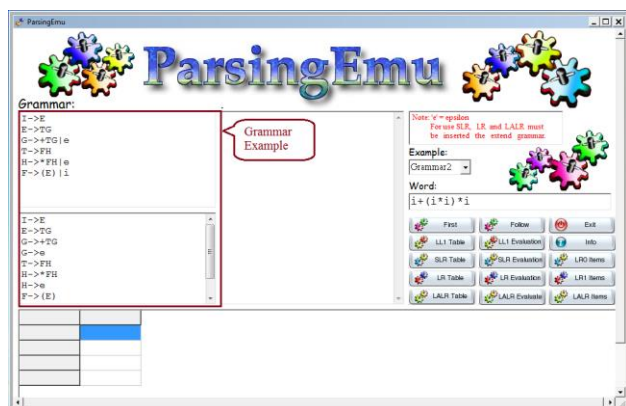 ParsingEmu
ParsingEmu
Grammar:
I->E
E->TG
G->+TG|e
T->FH
H->*FH|e
F->(E)|i
Grammar
Example
I->E
E->TG
G->+TG
G->e
T->FH
H->*FH
H->e
F->(E)
Note: 'e' = epsilon
For use SLR, LR and LALR must
be inserted the extend grammar.
Example:
Grammar2
Word:
i+(i*i)*i
First
Follow
Exit
LL1 Table
LL1 Evaluation
Info
SLR Table
SLR Evaluation
LR0 Items
LR Table
LR Evaluation
LR1 Items
LALR Table
LALR Evaluate
LALR Items